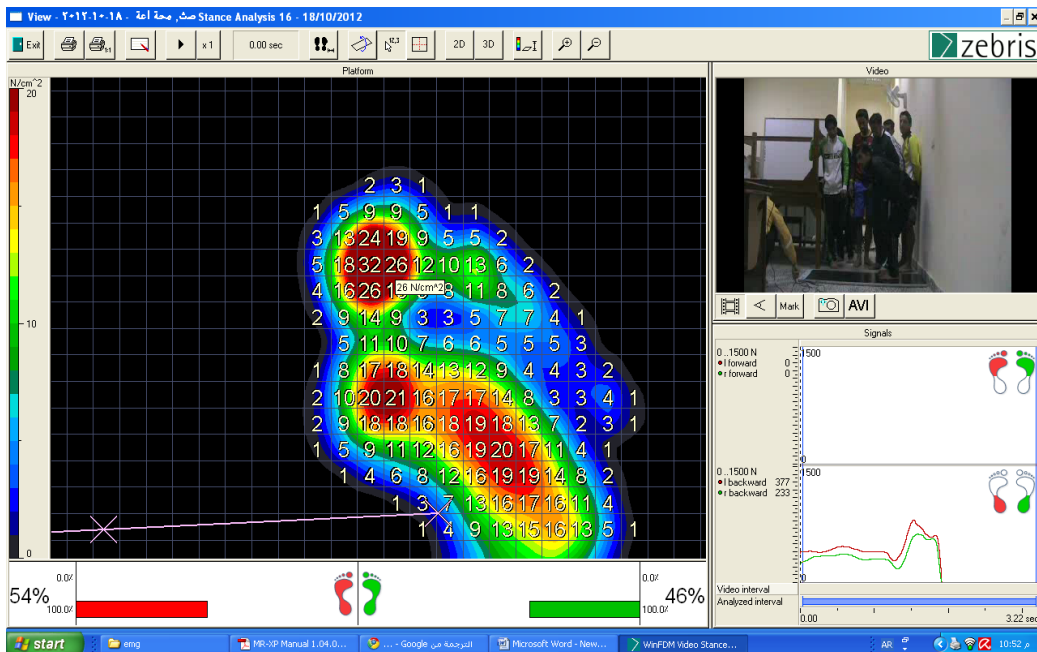 View - ٢٠١٢-١٠-١٨ - صث, محة اعة Stance Analysis 16 - 18/10/2012
Exit
1:1
x 1
0.00 sec
1,2,3
2D
3D
zebris
Platform
Video
N/cm^2
20
10
0
2 3 1
1 5 9 9 5 1 1
3 13 24 19 9 5 5 2
5 18 32 26 12 10 13 6 2
4 16 26 8 11 8 6 2
26 N/cm^2
2 9 14 9 3 3 5 7 7 4 1
5 11 10 7 6 6 5 5 5 3
1 8 17 18 14 13 12 9 4 4 3 2
2 10 20 21 16 17 17 14 8 3 3 4 1
2 9 18 18 16 18 19 18 13 7 2 3 1
1 5 9 11 12 16 19 20 17 11 4 1
1 4 6 8 12 16 19 19 14 8 2
1 3 7 13 16 17 16 11 4
1 4 9 13 15 16 13 5 1
Mark
AVI
Signals
0..1500 N
l forward 0
r forward 0
1500
0
0..1500 N
l backward 377
r backward 233
1500
0
Video interval
Analyzed interval
0.00
3.22 sec
54%
0.0%
100.0%
0.0%
100.0%
46%
start
emg
MR-XP Manual 1.04.0...
الترجمة من Google - ...
Microsoft Word - New...
WinFDM Video Stance...
AR
10:52 م